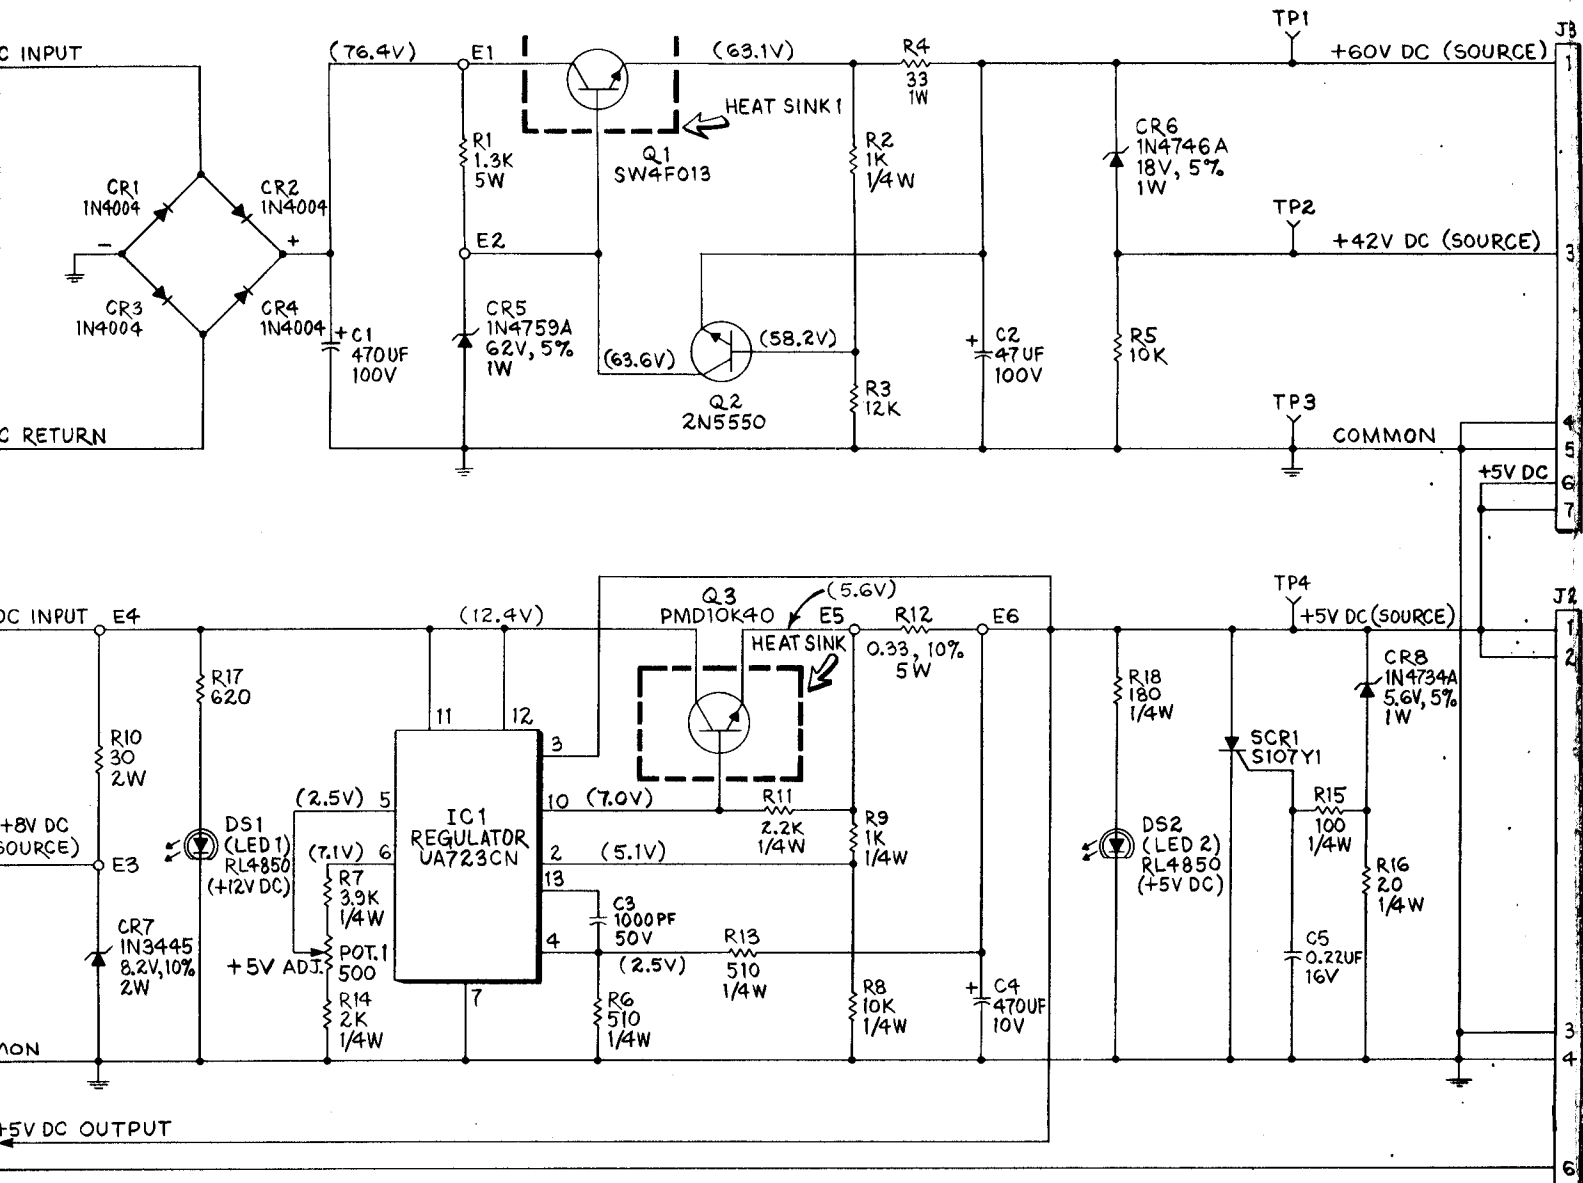 C INPUT
(76.4V)
E1
(63.1V)
R4
33
1W
TP1
+60V DC (SOURCE)
J3
1
HEAT SINK 1
Q1
SW4F013
R1
1.3K
5W
R2
1K
1/4W
CR6
1N4746A
18V, 5%
1W
CR1
1N4004
CR2
1N4004
−
+
E2
TP2
+42V DC (SOURCE)
3
CR3
1N4004
CR4
1N4004
+
C1
470UF
100V
CR5
1N4759A
62V, 5%
1W
(63.6V)
(58.2V)
Q2
2N5550
R3
12K
+
C2
47UF
100V
R5
10K
TP3
COMMON
4
5
C RETURN
+5V DC
6
7
DC INPUT
E4
(12.4V)
Q3
PMD10K40
(5.6V)
HEAT SINK
E5
R12
0.33, 10%
5W
E6
TP4
+5V DC(SOURCE)
J2
1
2
R17
620
11
12
3
R18
180
1/4W
CR8
1N4734A
5.6V, 5%
1W
R10
30
2W
SCR1
S107Y1
(2.5V)
5
IC1
REGULATOR
UA723CN
10
(7.0V)
R11
2.2K
1/4W
R9
1K
1/4W
R15
100
1/4W
+8V DC
SOURCE)
E3
DS1
(LED 1)
RL4850
(+12V DC)
(7.1V)
6
2
(5.1V)
DS2
(LED 2)
RL4850
(+5V DC)
R7
3.9K
1/4W
13
C3
1000PF
50V
R16
20
1/4W
CR7
1N3445
8.2V,10%
2W
+5V ADJ.
POT.1
500
4
(2.5V)
R13
510
1/4W
C5
0.22UF
16V
R14
2K
1/4W
7
R6
510
1/4W
R8
10K
1/4W
+
C4
470UF
10V
3
4
MON
+5V DC OUTPUT
6